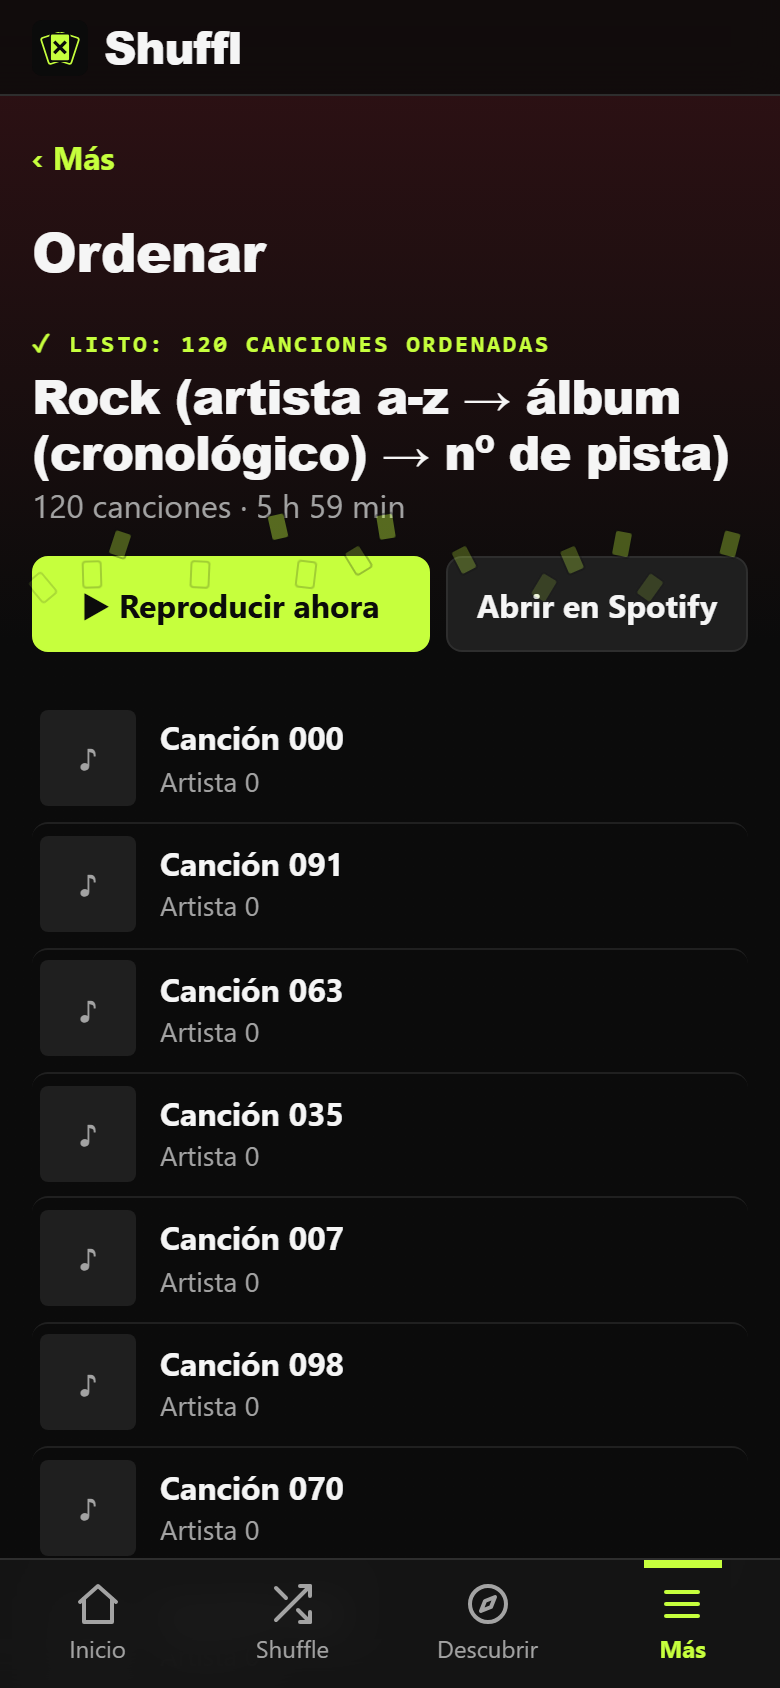 Shuffl
‹ Más
Ordenar
✓ LISTO: 120 CANCIONES ORDENADAS
Rock (artista a-z → álbum
(cronológico) → nº de pista)
120 canciones · 5 h 59 min
▶ Reproducir ahora
Abrir en Spotify
Canción 000
Artista 0
Canción 091
Artista 0
Canción 063
Artista 0
Canción 035
Artista 0
Canción 007
Artista 0
Canción 098
Artista 0
Canción 070
Artista 0
Inicio
Shuffle
Descubrir
Más